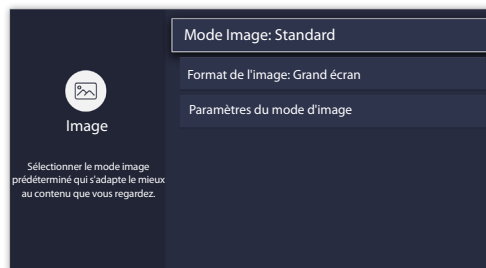 Image
Sélectionner le mode image
prédéterminé qui s'adapte le mieux
au contenu que vous regardez.
Mode Image: Standard
Format de l'image: Grand écran
Paramètres du mode d'image